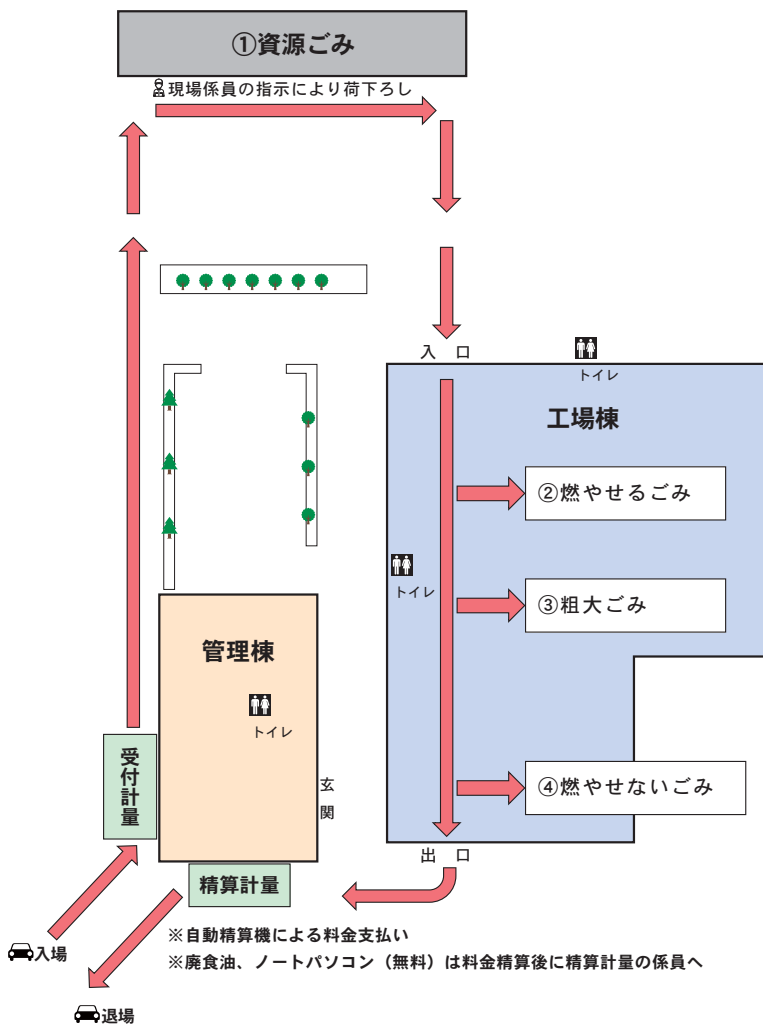 ①資源ごみ
現場係員の指示により荷下ろし
入口
トイレ
工場棟
②燃やせるごみ
トイレ
③粗大ごみ
管理棟
トイレ
受付計量
玄関
④燃やせないごみ
出口
精算計量
※自動精算機による料金支払い
入場
※廃食油、ノートパソコン（無料）は料金精算後に精算計量の係員へ
退場